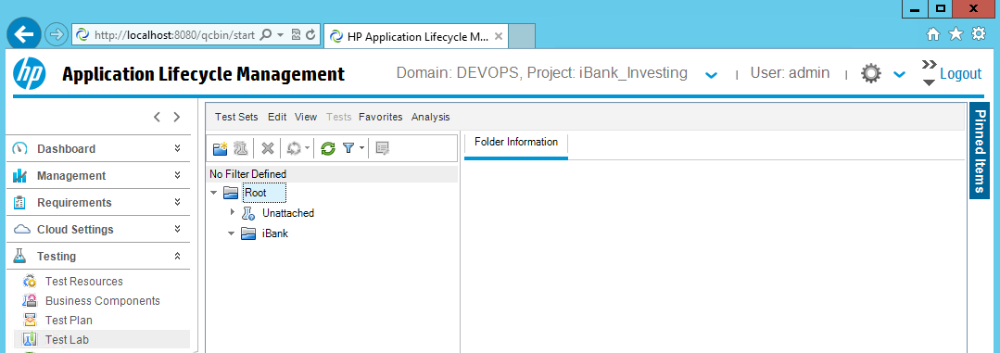 http://localhost:8080/qcbin/start
HP Application Lifecycle M...
hp
Application Lifecycle Management
Domain: DEVOPS, Project: iBank_Investing
User: admin
Logout
Test Sets Edit View Tests Favorites Analysis
Pinned Items
Dashboard
Management
Requirements
Cloud Settings
Testing
Test Resources
Business Components
Test Plan
Test Lab
No Filter Defined
Root
Unattached
iBank
Folder Information